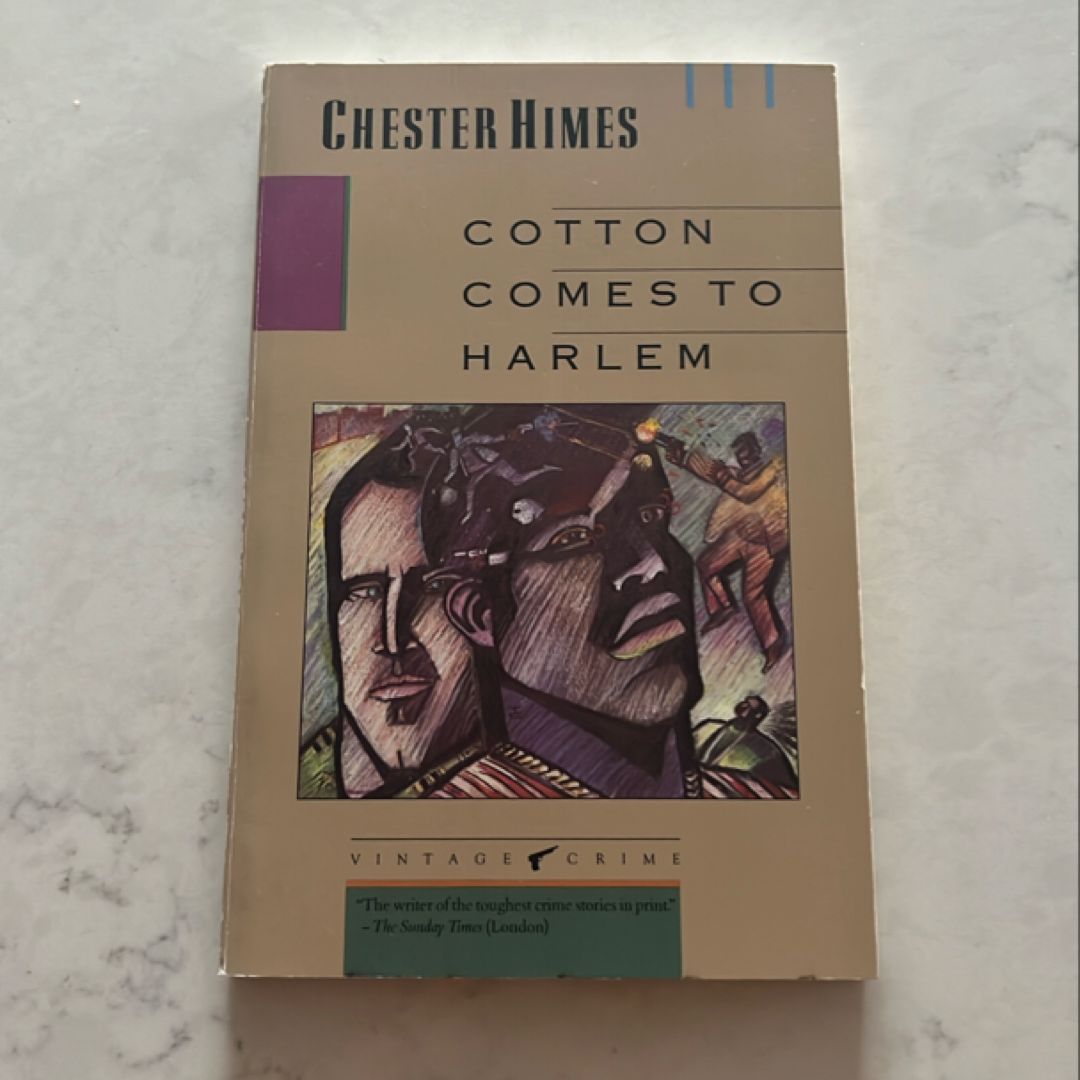 CHESTER HIMES
COTTON
COMES TO
HARLEM
VINTAGE CRIME
"The writer of the toughest crime stories in print."
– The Sunday Times (London)